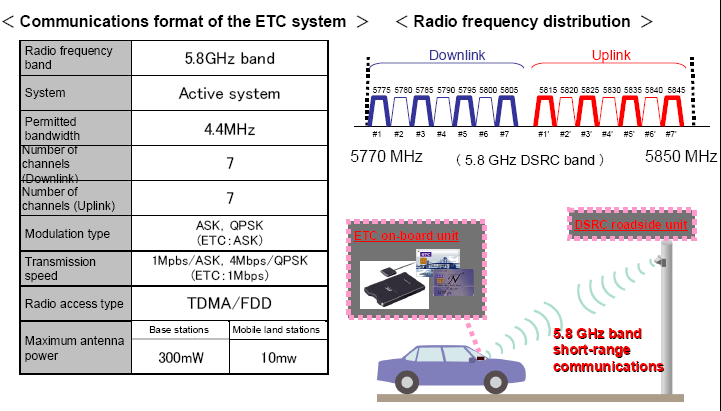 ＜ Communications format of the ETC system ＞
＜ Radio frequency distribution ＞
Radio frequency
band
5.8GHz band
System
Active system
Permitted
bandwidth
4.4MHz
Number of
channels
(Downlink)
7
Number of
channels (Uplink)
7
Modulation type
ASK, QPSK
(ETC：ASK)
Transmission
speed
1Mpbs/ASK, 4Mbps/QPSK
(ETC：1Mbps)
Radio access type
TDMA/FDD
Maximum antenna
power
Base stations
Mobile land stations
300mW
10mw
Downlink
Uplink
5775 5780 5785 5790 5795 5800 5805
5815 5820 5825 5830 5835 5840 5845
#1 #2 #3 #4 #5 #6 #7
#1' #2' #3' #4' #5' #6' #7'
5770 MHz
( 5.8 GHz DSRC band )
5850 MHz
ETC on-board unit
DSRC roadside unit
5.8 GHz band
short-range
communications